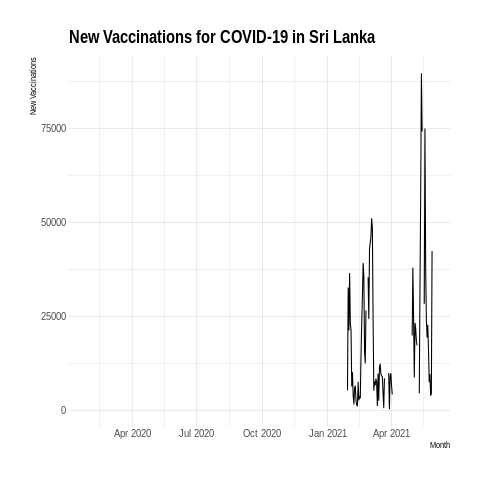 New Vaccinations for COVID-19 in Sri Lanka
New Vaccinations
75000
50000
25000
0
Apr 2020 Jul 2020 Oct 2020 Jan 2021 Apr 2021
Month